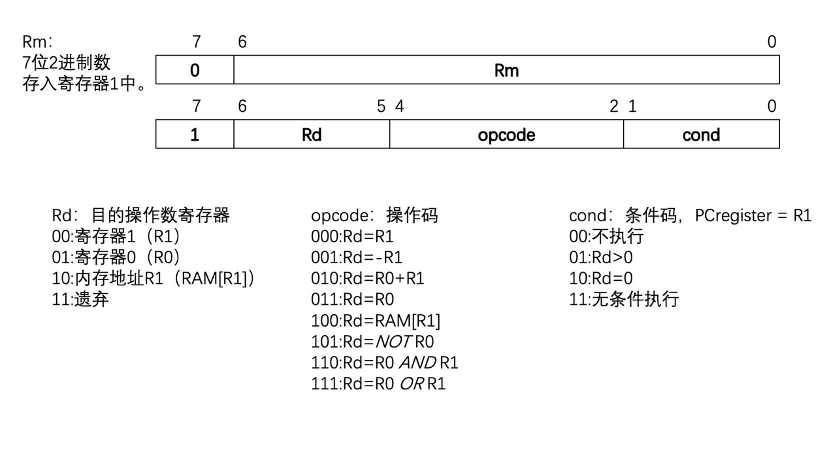 Rm：
7位2进制数
存入寄存器1中。
7 6 0
0 Rm
7 6 5 4 2 1 0
1 Rd opcode cond
Rd：目的操作数寄存器
00:寄存器1（R1）
01:寄存器0（R0）
10:内存地址R1（RAM[R1]）
11:遗弃
opcode：操作码
000:Rd=R1
001:Rd=-R1
010:Rd=R0+R1
011:Rd=R0
100:Rd=RAM[R1]
101:Rd=NOT R0
110:Rd=R0 AND R1
111:Rd=R0 OR R1
cond：条件码，PCregister = R1
00:不执行
01:Rd>0
10:Rd=0
11:无条件执行